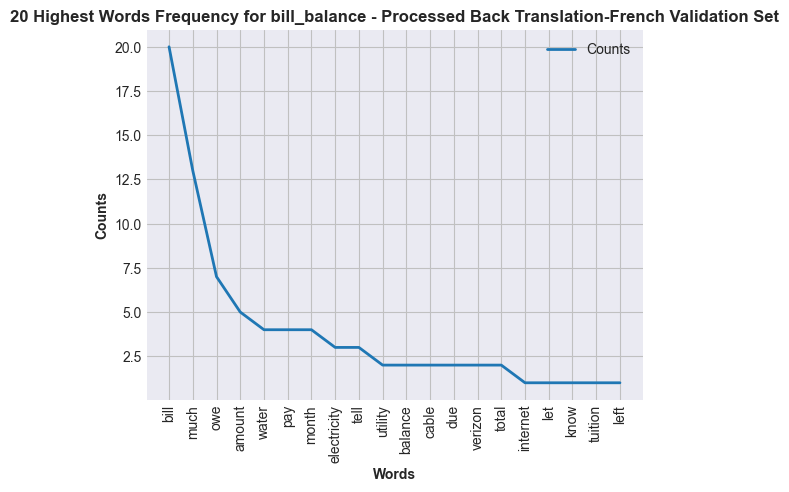 20 Highest Words Frequency for bill_balance - Processed Back Translation-French Validation Set
Counts
20.0
17.5
15.0
12.5
10.0
7.5
5.0
2.5
Counts
bill
much
owe
amount
water
pay
month
electricity
tell
utility
balance
cable
due
verizon
total
internet
let
know
tuition
left
Words